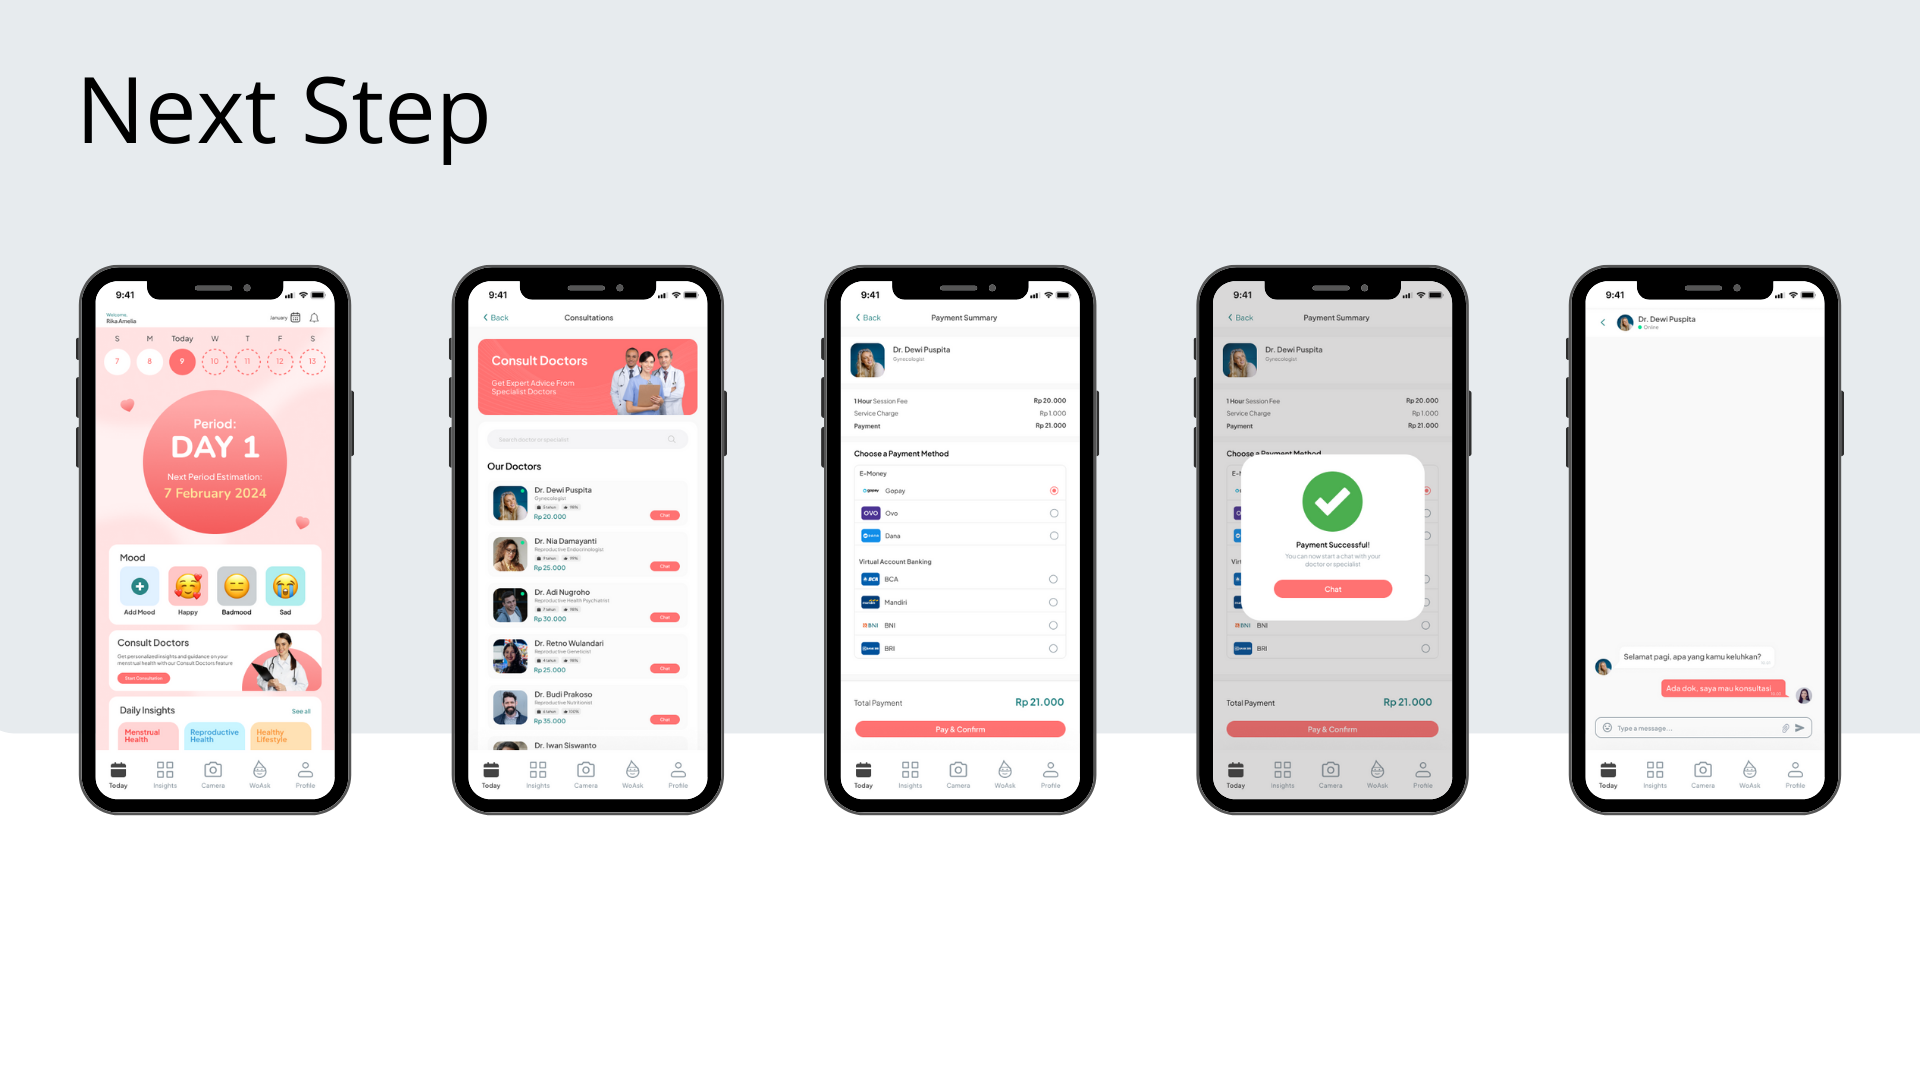 Next Step
9:41
Welcome,
Rika Amelia
January
S M Today W T F S
7 8 9 10 11 12 13
Period:
DAY 1
Next Period Estimation:
7 February 2024
Mood
Add Mood Happy Badmood Sad
Consult Doctors
Get personalized insights and guidance on your
menstrual health with our Consult Doctors feature
Start Consultation
Daily Insights See all
Menstrual
Health
Reproductive
Health
Healthy
Lifestyle
Today Insights Camera WoAsk Profile
9:41
Back Consultations
Consult Doctors
Get Expert Advice From
Specialist Doctors
Search doctor or specialist
Our Doctors
Dr. Dewi Puspita
Gynecologist
Rp 20.000 Chat
Dr. Nia Damayanti
Reproductive Endocrinologist
Rp 25.000 Chat
Dr. Adi Nugroho
Reproductive Health Psychiatrist
Rp 30.000 Chat
Dr. Retno Wulandari
Reproductive Geneticist
Rp 25.000 Chat
Dr. Budi Prakoso
Reproductive Nutritionist
100%
Rp 35.000 Chat
Dr. Iwan Siswanto
Today Insights Camera WoAsk Profile
9:41
Back Payment Summary
Dr. Dewi Puspita
Gynecologist
1 Hour Session Fee Rp 20.000
Service Charge Rp 1.000
Payment Rp 21.000
Choose a Payment Method
E-Money
gopay Gopay
OVO Ovo
DANA Dana
Virtual Account Banking
BCA BCA
Mandiri
BNI BNI
BRI
Total Payment Rp 21.000
Pay & Confirm
Today Insights Camera WoAsk Profile
9:41
Back Payment Summary
Dr. Dewi Puspita
Gynecologist
1 Hour Session Fee Rp 20.000
Service Charge Rp 1.000
Payment Rp 21.000
Choose a Payment Method
Payment Successful!
You can now start a chat with your
doctor or specialist
Chat
BNI BNI
BRI
Total Payment Rp 21.000
Pay & Confirm
Today Insights Camera WoAsk Profile
9:41
Dr. Dewi Puspita
Online
Selamat pagi, apa yang kamu keluhkan?
Ada dok, saya mau konsultasi
Type a message...
Today Insights Camera WoAsk Profile